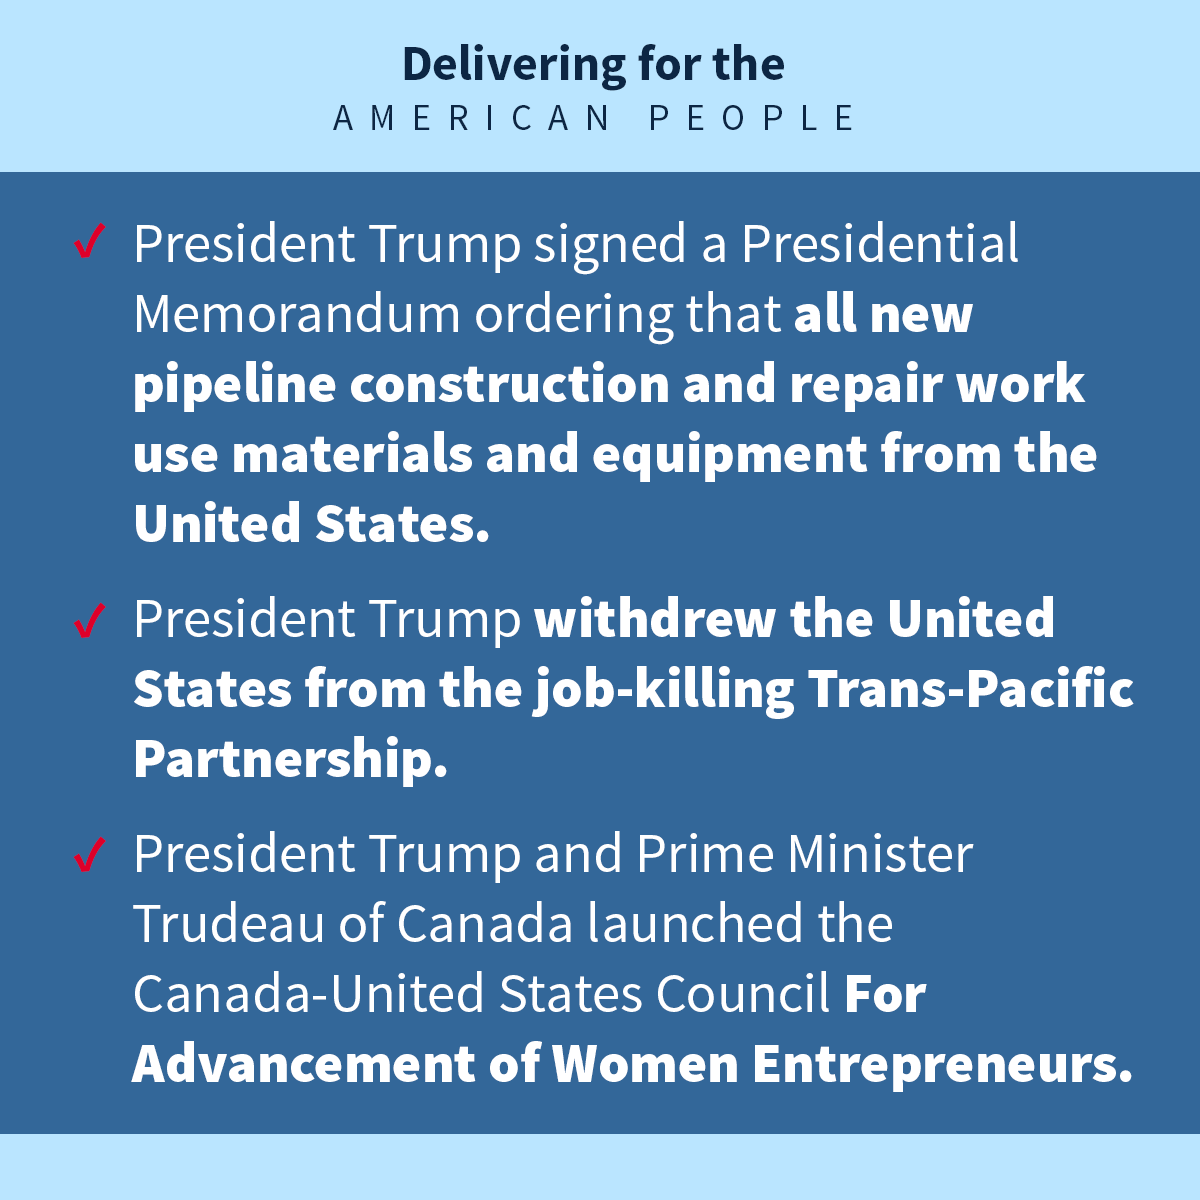 Delivering for the
AMERICAN PEOPLE
✓ President Trump signed a Presidential
Memorandum ordering that all new
pipeline construction and repair work
use materials and equipment from the
United States.
✓ President Trump withdrew the United
States from the job-killing Trans-Pacific
Partnership.
✓ President Trump and Prime Minister
Trudeau of Canada launched the
Canada-United States Council For
Advancement of Women Entrepreneurs.